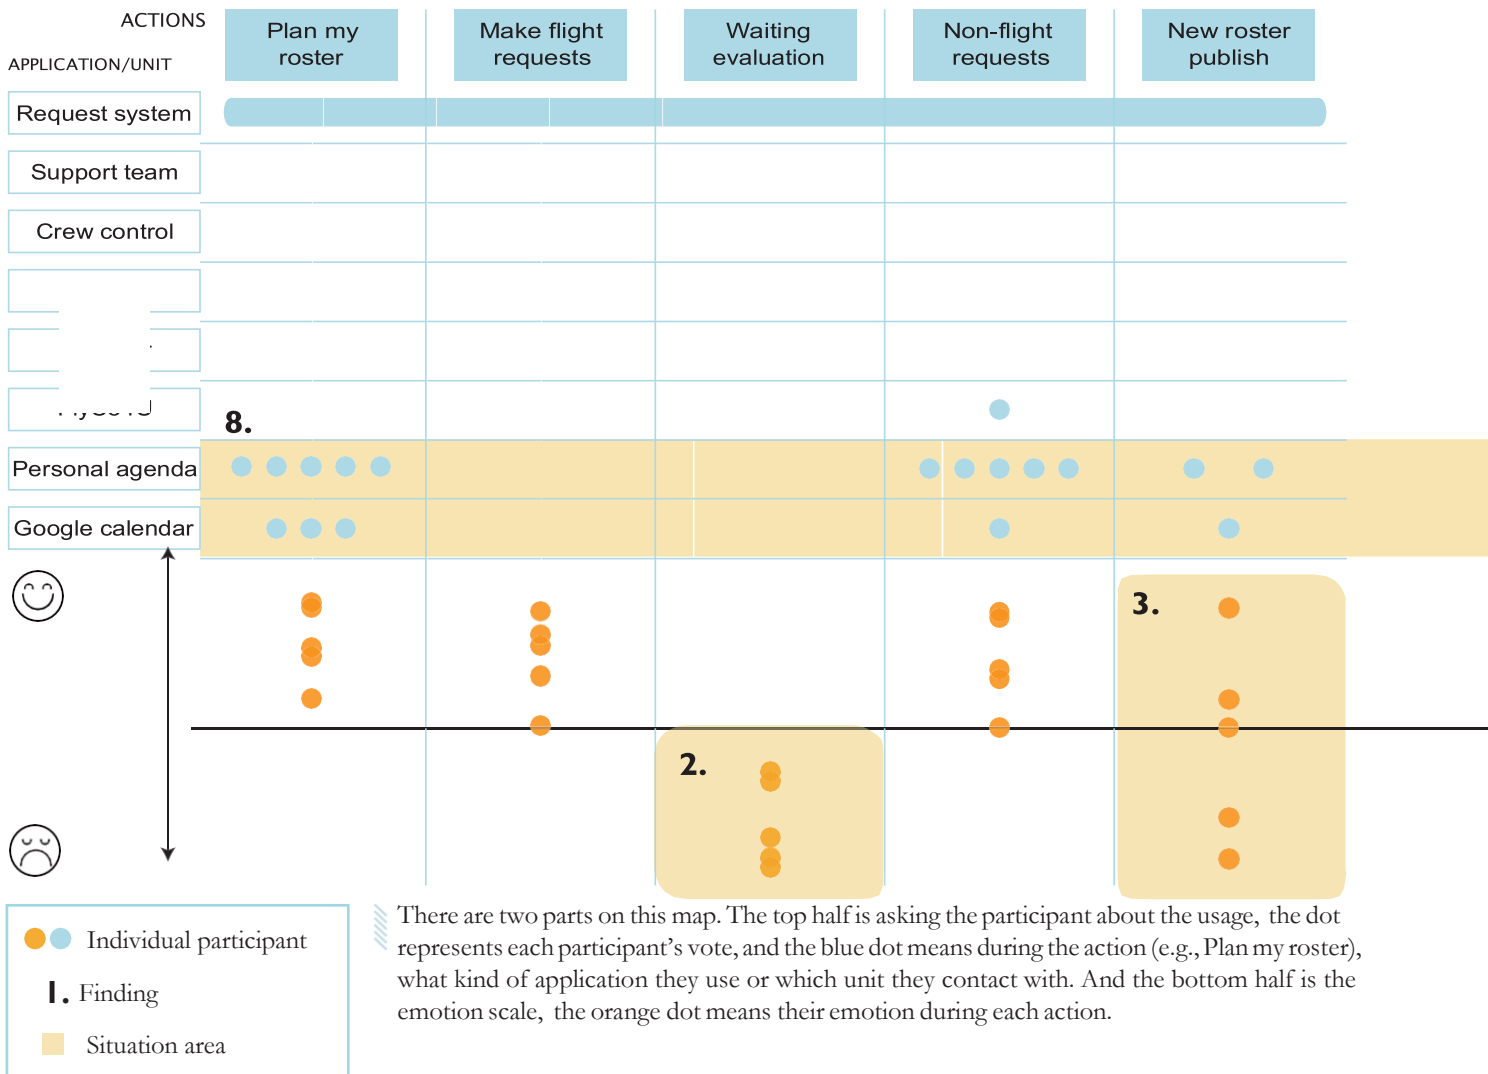 ACTIONS
Plan my
roster
Make flight
requests
Waiting
evaluation
Non-flight
requests
New roster
publish
APPLICATION/UNIT
Request system
Support team
Crew control
8.
Personal agenda
Google calendar
3.
2.
Individual participant
1. Finding
Situation area
There are two parts on this map. The top half is asking the participant about the usage, the dot
represents each participant's vote, and the blue dot means during the action (e.g., Plan my roster),
what kind of application they use or which unit they contact with. And the bottom half is the
emotion scale, the orange dot means their emotion during each action.